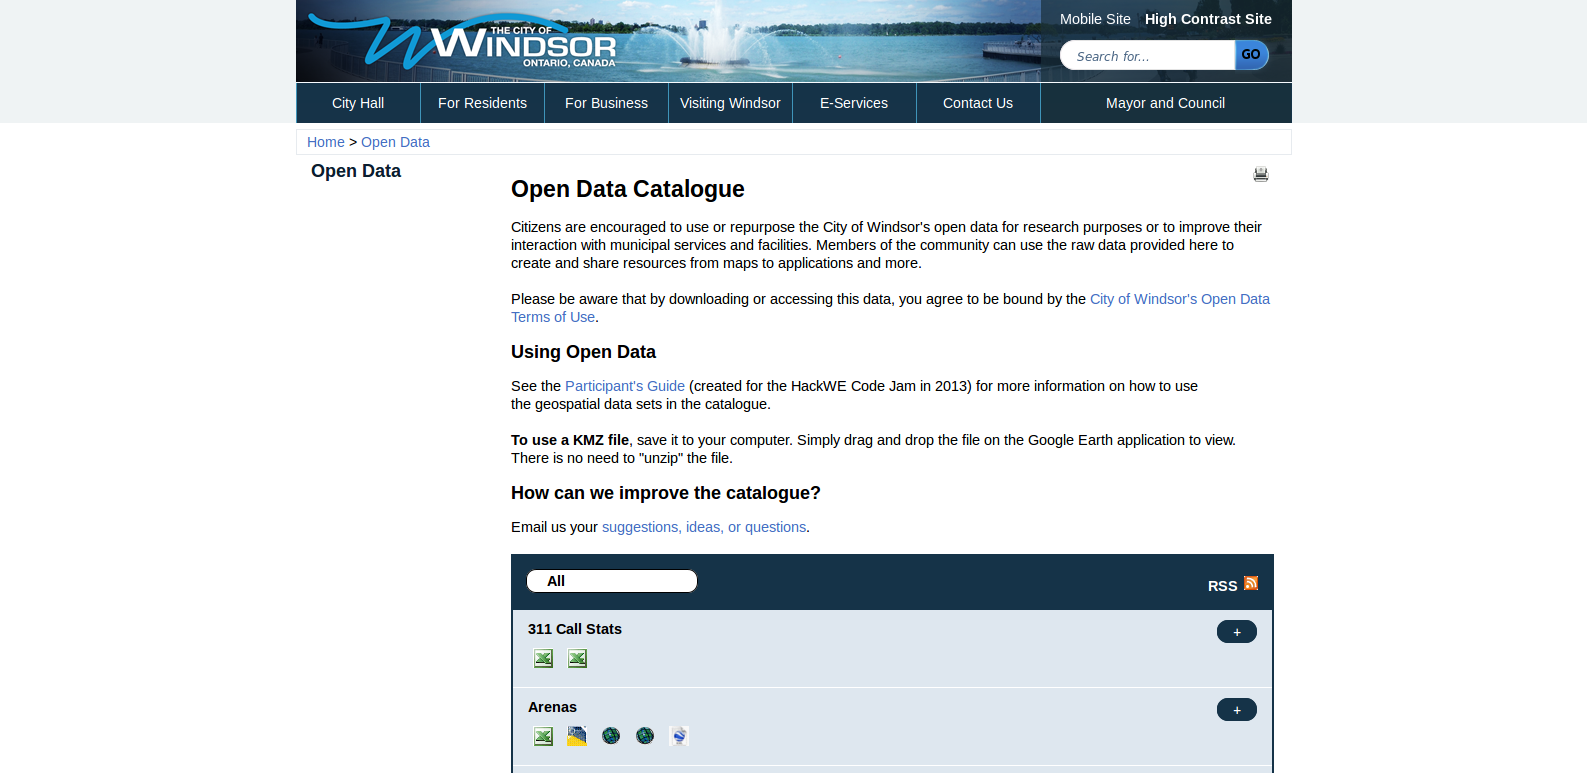 THE CITY OF
WINDSOR
ONTARIO, CANADA
Mobile Site High Contrast Site
Search for... GO
City Hall For Residents For Business Visiting Windsor E-Services Contact Us Mayor and Council
Home > Open Data
Open Data
Open Data Catalogue
Citizens are encouraged to use or repurpose the City of Windsor's open data for research purposes or to improve their
interaction with municipal services and facilities. Members of the community can use the raw data provided here to
create and share resources from maps to applications and more.
Please be aware that by downloading or accessing this data, you agree to be bound by the City of Windsor's Open Data
Terms of Use.
Using Open Data
See the Participant's Guide (created for the HackWE Code Jam in 2013) for more information on how to use
the geospatial data sets in the catalogue.
To use a KMZ file, save it to your computer. Simply drag and drop the file on the Google Earth application to view.
There is no need to "unzip" the file.
How can we improve the catalogue?
Email us your suggestions, ideas, or questions.
All RSS
311 Call Stats +
Arenas +